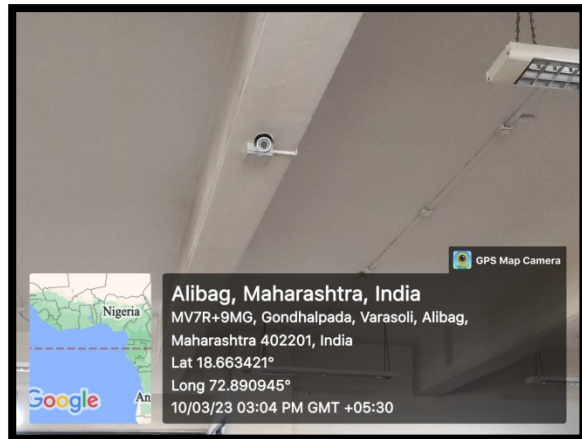 GPS Map Camera
Alibag, Maharashtra, India
MV7R+9MG, Gondhalpada, Varasoli, Alibag,
Maharashtra 402201, India
Lat 18.663421°
Long 72.890945°
10/03/23 03:04 PM GMT +05:30
Nigeria
An
Google